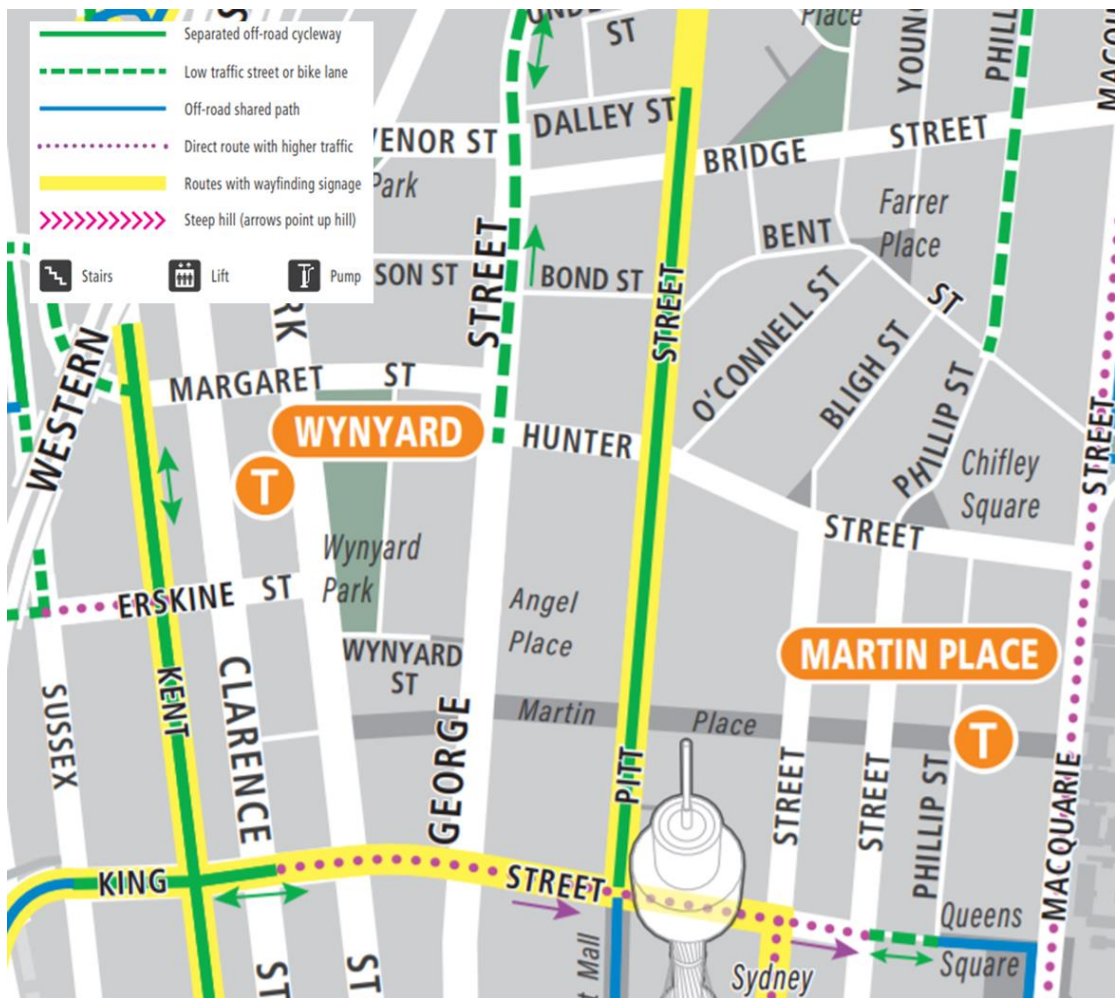 Separated off-road cycleway
Low traffic street or bike lane
Off-road shared path
Direct route with higher traffic
Routes with wayfinding signage
Steep hill (arrows point up hill)
Stairs
Lift
Pump
ST
Place
YOUNG
PHILL
MACQU
DALLEY ST
VENOR ST
BRIDGE STREET
Park
Farrer
Place
BENT ST
SON ST
BOND ST
STREET
STREET
RK
WESTERN
MARGARET ST
O'CONNELL ST
BLIGH ST
PHILLIP ST
WYNYARD
HUNTER STREET
T
Chifley
Square
STREET
Wynyard
Park
ERSKINE ST
Angel
Place
MARTIN PLACE
WYNYARD
ST
KENT
CLARENCE
SUSSEX
Martin Place
T
GEORGE
PITT
STREET
STREET
PHILLIP ST
MACQUARIE
KING STREET
Queens
Square
ST
ST
t Mall
Sydney